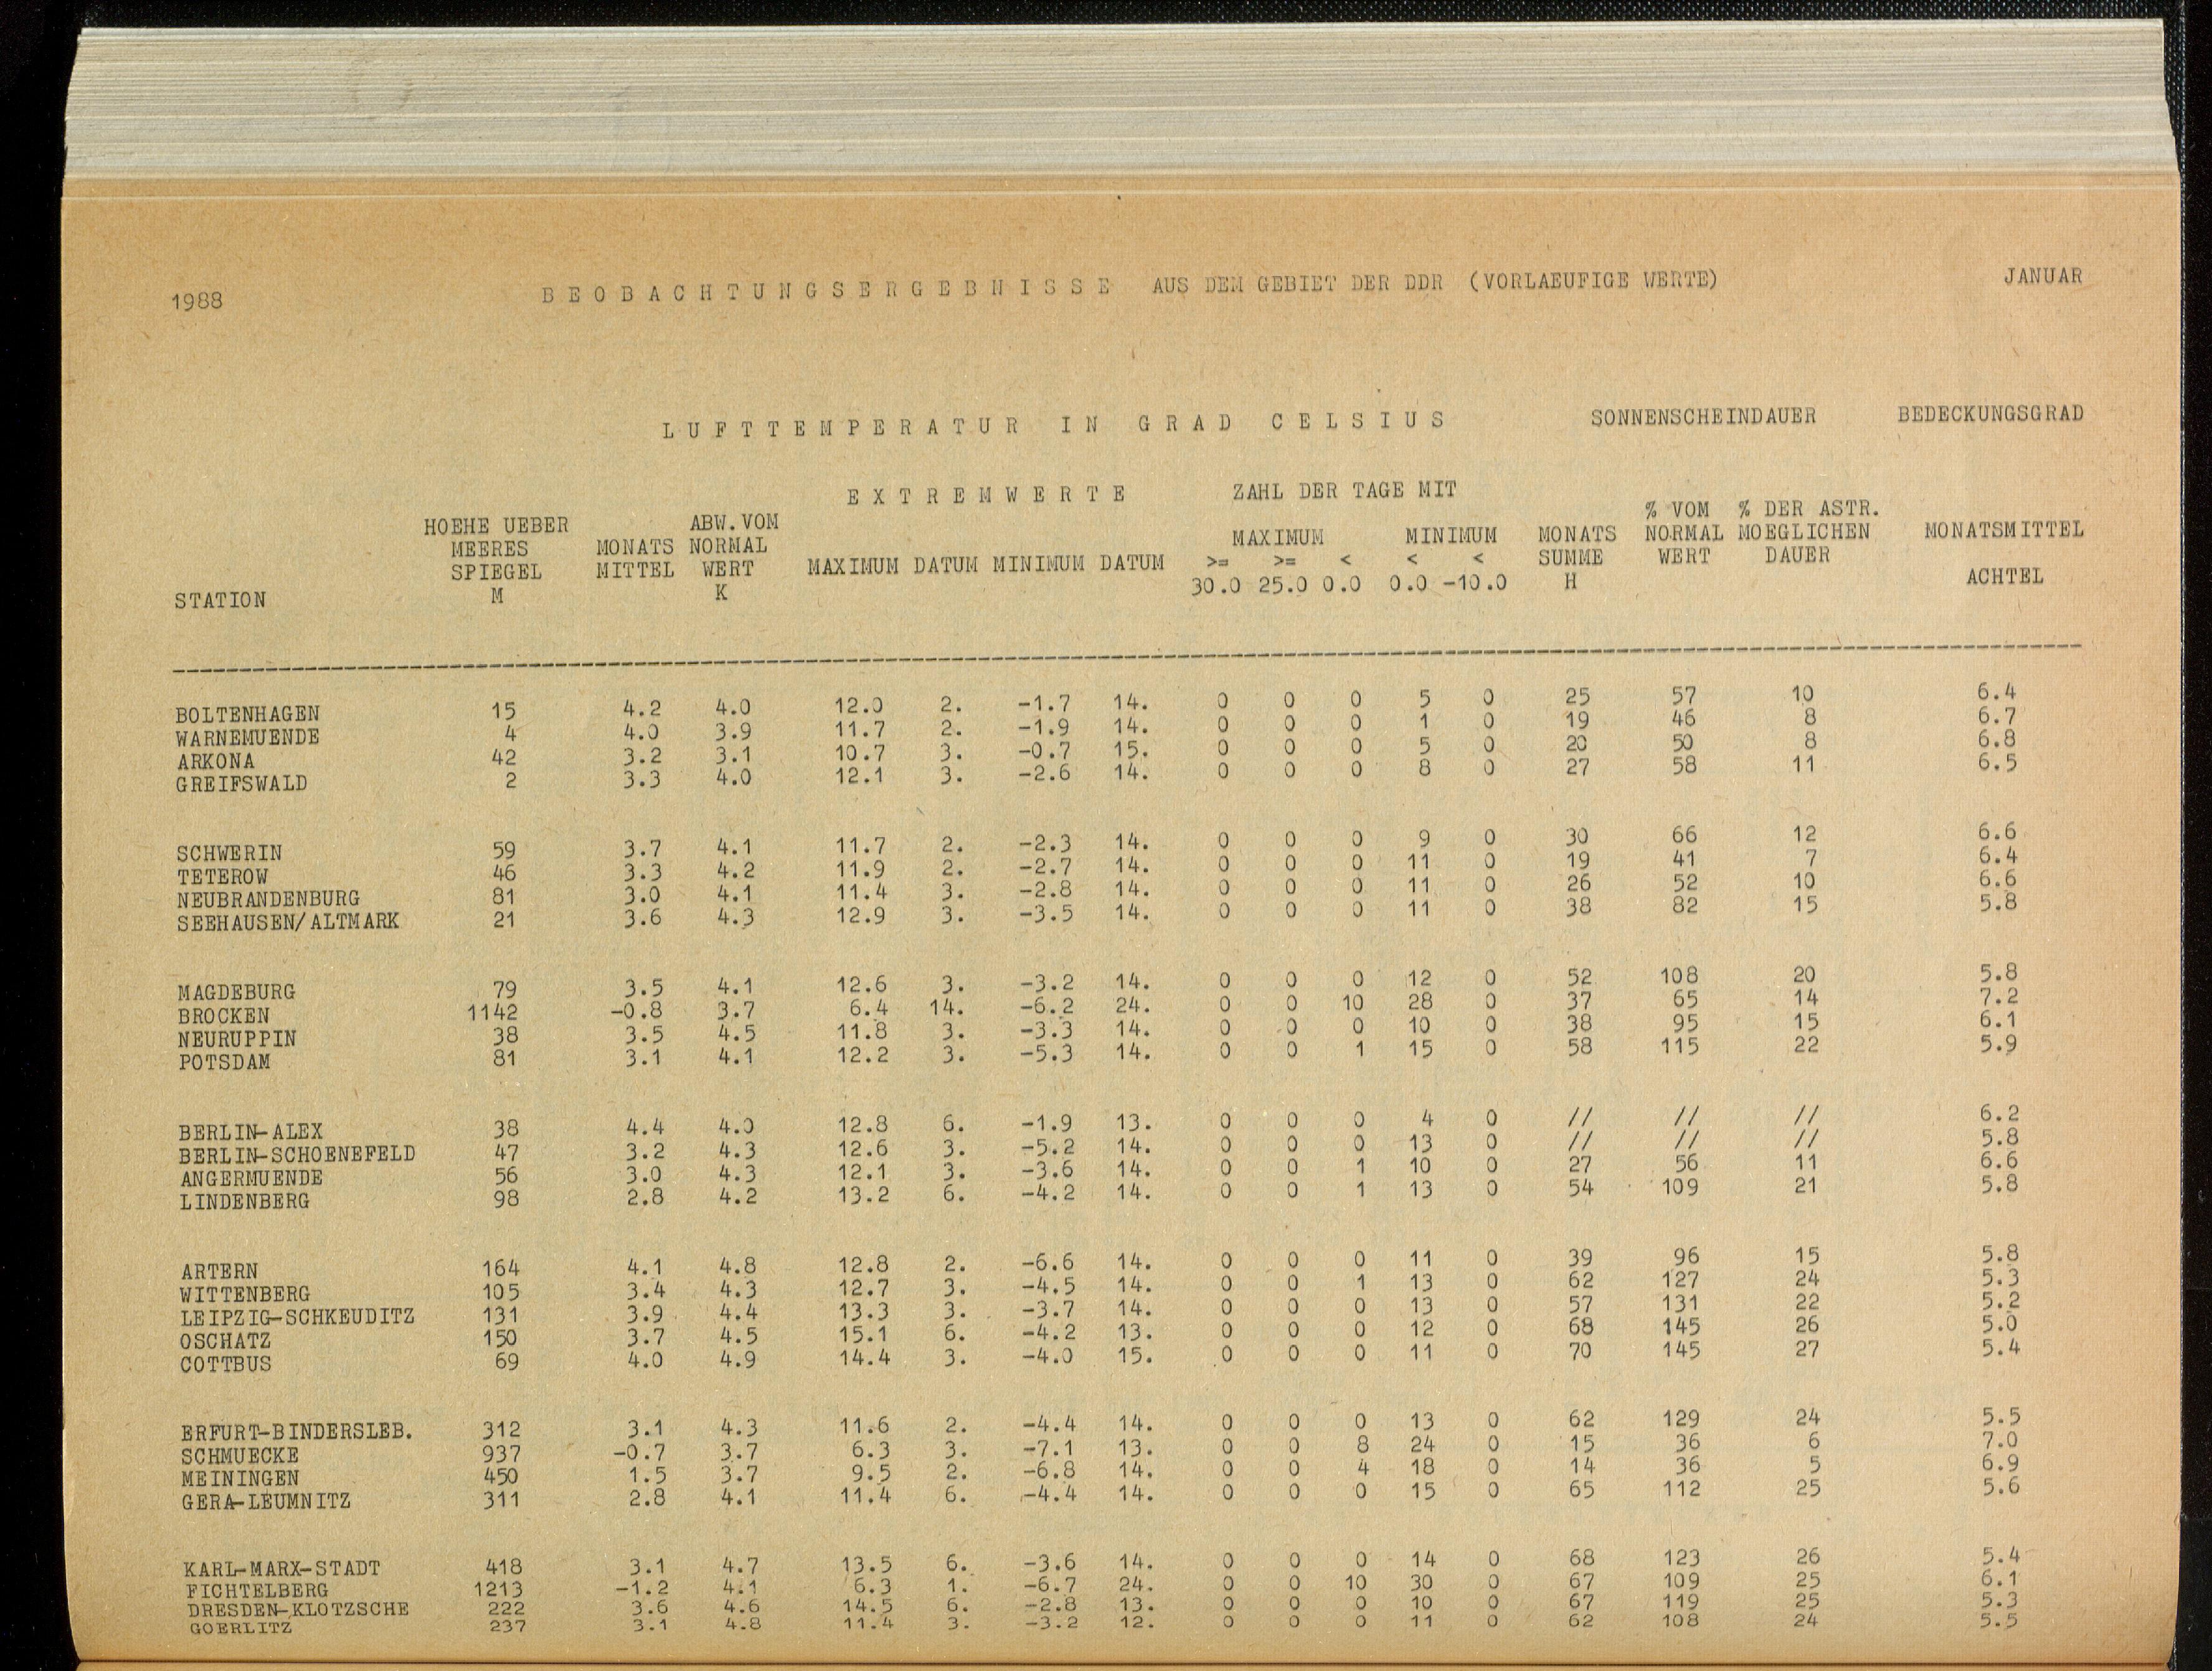 1988 BEOBACHTUNGSERGEBNISSE AUS DEM GEBIET DER DDR (VORLAEUFIGE WERTE) JANUAR
LUFTTEMPERATUR IN GRAD CELSIUS SONNENSCHEINDAUER BEDECKUNGSGRAD
EXTREMWERTE ZAHL DER TAGE MIT
HOEHE UEBER ABW.VOM % VOM % DER ASTR.
MEERES MONATS NORMAL MAXIMUM MINIMUM MONATS NORMAL MOEGLICHEN MONATSMITTEL
SPIEGEL MITTEL WERT MAXIMUM DATUM MINIMUM DATUM >= >= < < < SUMME WERT DAUER
STATION M K 30.0 25.0 0.0 0.0 -10.0 H ACHTEL
BOLTENHAGEN 15 4.2 4.0 12.0 2. -1.7 14. 0 0 0 5 0 25 57 10 6.4
WARNEMUENDE 4 4.0 3.9 11.7 2. -1.9 14. 0 0 0 1 0 19 46 8 6.7
ARKONA 42 3.2 3.1 10.7 3. -0.7 15. 0 0 0 5 0 20 50 8 6.8
GREIFSWALD 2 3.3 4.0 12.1 3. -2.6 14. 0 0 0 8 0 27 58 11 6.5
SCHWERIN 59 3.7 4.1 11.7 2. -2.3 14. 0 0 0 9 0 30 66 12 6.6
TETEROW 46 3.3 4.2 11.9 2. -2.7 14. 0 0 0 11 0 19 41 7 6.4
NEUBRANDENBURG 81 3.0 4.1 11.4 3. -2.8 14. 0 0 0 11 0 26 52 10 6.6
SEEHAUSEN/ALTMARK 21 3.6 4.3 12.9 3. -3.5 14. 0 0 0 11 0 38 82 15 5.8
MAGDEBURG 79 3.5 4.1 12.6 3. -3.2 14. 0 0 0 12 0 52 108 20 5.8
BROCKEN 1142 -0.8 3.7 6.4 14. -6.2 24. 0 0 10 28 0 37 65 14 7.2
NEURUPPIN 38 3.5 4.5 11.8 3. -3.3 14. 0 0 0 10 0 38 95 15 6.1
POTSDAM 81 3.1 4.1 12.2 3. -5.3 14. 0 0 1 15 0 58 115 22 5.9
BERLIN-ALEX 38 4.4 4.0 12.8 6. -1.9 13. 0 0 0 4 0 // // // 6.2
BERLIN-SCHOENEFELD 47 3.2 4.3 12.6 3. -5.2 14. 0 0 0 13 0 // // // 5.8
ANGERMUENDE 56 3.0 4.3 12.1 3. -3.6 14. 0 0 1 10 0 27 56 11 6.6
LINDENBERG 98 2.8 4.2 13.2 6. -4.2 14. 0 0 1 13 0 54 109 21 5.8
ARTERN 164 4.1 4.8 12.8 2. -6.6 14. 0 0 0 11 0 39 96 15 5.8
WITTENBERG 105 3.4 4.3 12.7 3. -4.5 14. 0 0 1 13 0 62 127 24 5.3
LEIPZIG-SCHKEUDITZ 131 3.9 4.4 13.3 3. -3.7 14. 0 0 0 13 0 57 131 22 5.2
OSCHATZ 150 3.7 4.5 15.1 6. -4.2 13. 0 0 0 12 0 68 145 26 5.0
COTTBUS 69 4.0 4.9 14.4 3. -4.0 15. 0 0 0 11 0 70 145 27 5.4
ERFURT-BINDERSLEB. 312 3.1 4.3 11.6 2. -4.4 14. 0 0 0 13 0 62 129 24 5.5
SCHMUECKE 937 -0.7 3.7 6.3 3. -7.1 13. 0 0 8 24 0 15 36 6 7.0
MEININGEN 450 1.5 3.7 9.5 2. -6.8 14. 0 0 4 18 0 14 36 5 6.9
GERA-LEUMNITZ 311 2.8 4.1 11.4 6. -4.4 14. 0 0 0 15 0 65 112 25 5.6
KARL-MARX-STADT 418 3.1 4.7 13.5 6. -3.6 14. 0 0 0 14 0 68 123 26 5.4
FICHTELBERG 1213 -1.2 4.1 6.3 1. -6.7 24. 0 0 10 30 0 67 109 25 6.1
DRESDEN-KLOTZSCHE 222 3.6 4.6 14.5 6. -2.8 13. 0 0 0 10 0 67 119 25 5.3
GOERLITZ 237 3.1 4.8 11.4 3. -3.2 12. 0 0 0 11 0 62 108 24 5.5